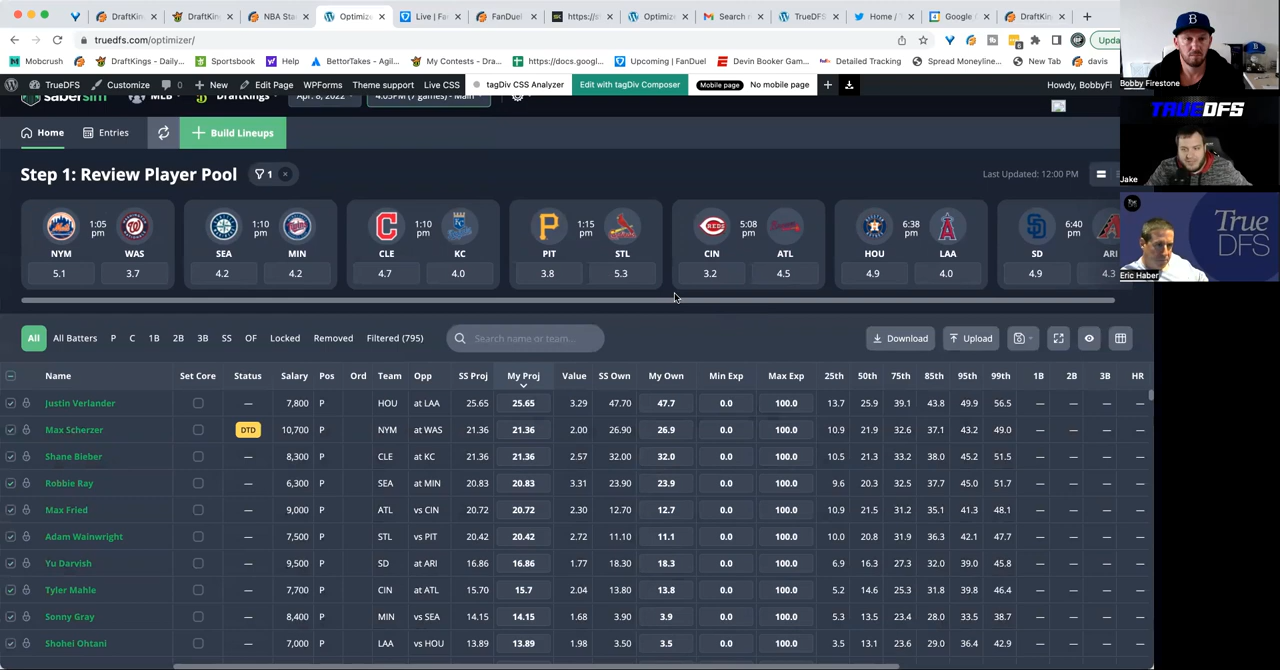 DraftKin
DraftKin
NBA Sta
Optimiz
Live | Fa
FanDuel
https://s
Optimize
Search r
TrueDFS
Home /
Google
DraftKin
truedfs.com/optimizer/
Upda
Mobcrush
DraftKings - Daily...
Sportsbook
Help
BettorTakes - Agil...
My Contests - Dra...
https://docs.googl...
Upcoming | FanDuel
Devin Booker Gam...
Detailed Tracking
Spread Moneyline...
New Tab
davis
TrueDFS
Customize
0
New
Edit Page
WPForms
Theme support
Live CSS
tagDiv CSS Analyzer
Edit with tagDiv Composer
Mobile page
No mobile page
Howdy, BobbyFi
sabersim
MLB
DraftKings
Apr. 8, 2022
4:05PM (7 games) - Main
Home
Entries
Build Lineups
Step 1: Review Player Pool
1
Last Updated: 12:00 PM
NYM 1:05 pm WAS 5.1 3.7
SEA 1:10 pm MIN 4.2 4.2
CLE 1:10 pm KC 4.7 4.0
PIT 1:15 pm STL 3.8 5.3
CIN 5:08 pm ATL 3.2 4.5
HOU 6:38 pm LAA 4.9 4.0
SD 6:40 pm ARI 4.9 4.3
All All Batters P C 1B 2B 3B SS OF Locked Removed Filtered (795)
Search name or team...
Download
Upload
Name Set Core Status Salary Pos Ord Team Opp SS Proj My Proj Value SS Own My Own Min Exp Max Exp 25th 50th 75th 85th 95th 99th 1B 2B 3B HR
Justin Verlander — 7,800 P HOU at LAA 25.65 25.65 3.29 47.70 47.7 0.0 100.0 13.7 25.9 39.1 43.8 49.9 56.5 — — — —
Max Scherzer DTD 10,700 P NYM at WAS 21.36 21.36 2.00 26.90 26.9 0.0 100.0 10.9 21.9 32.6 37.1 43.2 49.0 — — — —
Shane Bieber — 8,300 P CLE at KC 21.36 21.36 2.57 32.00 32.0 0.0 100.0 10.5 21.3 33.2 38.0 45.2 51.5 — — — —
Robbie Ray — 6,300 P SEA at MIN 20.83 20.83 3.31 23.90 23.9 0.0 100.0 9.6 20.3 32.5 37.7 45.0 51.7 — — — —
Max Fried — 9,000 P ATL vs CIN 20.72 20.72 2.30 12.70 12.7 0.0 100.0 10.9 21.5 31.2 35.1 41.3 48.1 — — — —
Adam Wainwright — 7,500 P STL vs PIT 20.42 20.42 2.72 11.10 11.1 0.0 100.0 10.0 20.8 31.9 36.3 42.1 47.7 — — — —
Yu Darvish — 9,500 P SD at ARI 16.86 16.86 1.77 18.30 18.3 0.0 100.0 6.9 16.3 27.3 32.0 39.0 45.8 — — — —
Tyler Mahle — 7,700 P CIN at ATL 15.70 15.7 2.04 13.80 13.8 0.0 100.0 5.2 14.6 25.3 31.8 39.8 46.4 — — — —
Sonny Gray — 8,400 P MIN vs SEA 14.15 14.15 1.68 3.90 3.9 0.0 100.0 5.3 13.5 23.5 28.0 33.5 38.7 — — — —
Shohei Ohtani — 7,000 P LAA vs HOU 13.89 13.89 1.98 3.50 3.5 0.0 100.0 3.5 13.1 23.6 29.0 36.4 42.9 — — — —
B
Bobby Firestone
TRUEDFS
Jake
True
DFS
Eric Haber